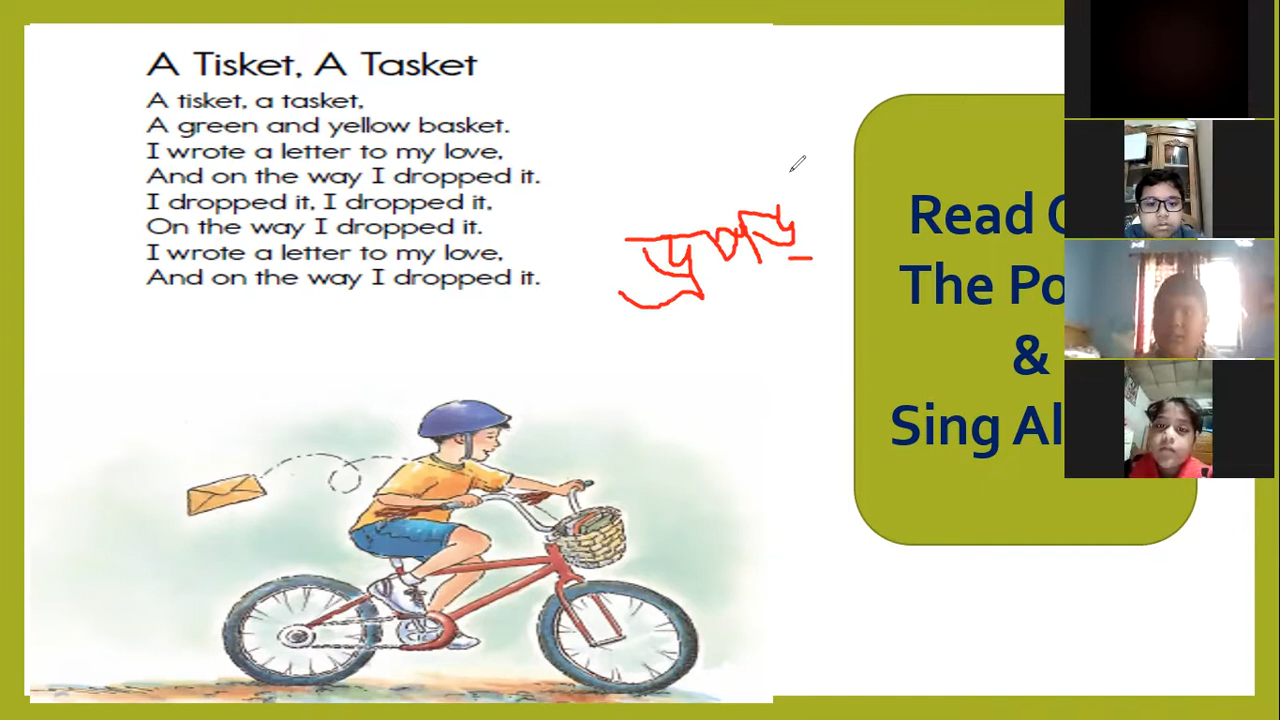 A Tisket, A Tasket
A tisket, a tasket,
A green and yellow basket.
I wrote a letter to my love,
And on the way I dropped it.
I dropped it, I dropped it,
On the way I dropped it.
I wrote a letter to my love,
And on the way I dropped it.
Read
The
&
Sing